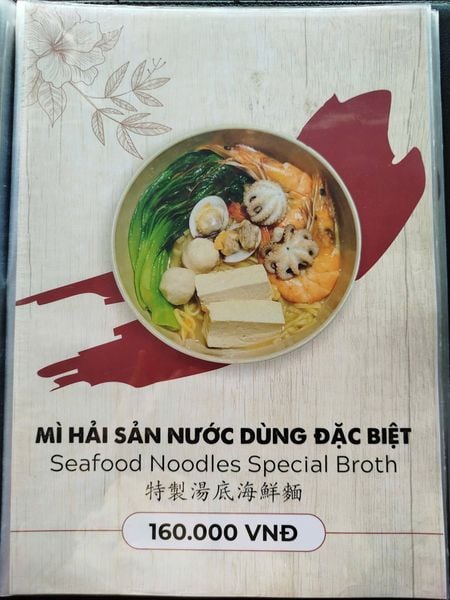 MÌ HẢI SẢN NƯỚC DÙNG ĐẶC BIỆT
Seafood Noodles Special Broth
特製湯底海鮮麵
160.000 VNĐ